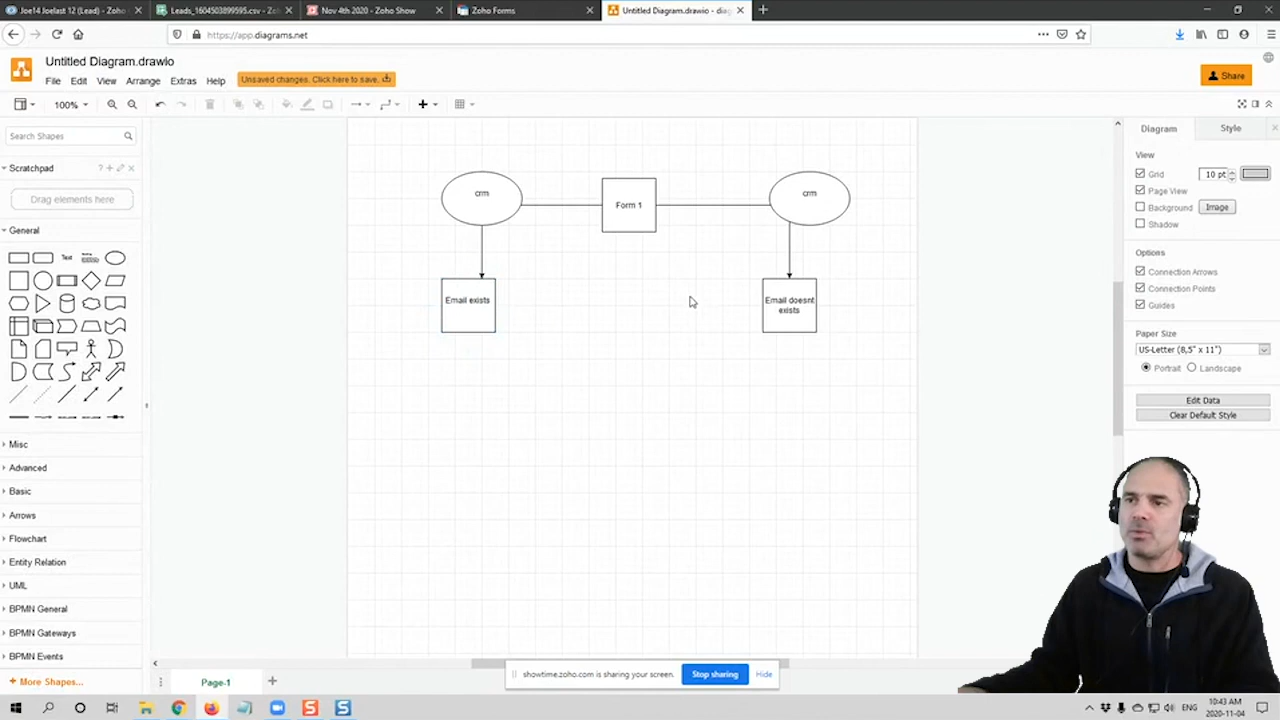 Joe14 Joelast 12 (Lead) - Zoho
Leads_1604503899595.csv - Zoh
Nov 4th 2020 - Zoho Show
Zoho Forms
Untitled Diagram.drawio - diag
https://app.diagrams.net
Untitled Diagram.drawio
File Edit View Arrange Extras Help
Unsaved changes. Click here to save.
Share
100%
Search Shapes
Scratchpad
Drag elements here
General
Text
Misc
Advanced
Basic
Arrows
Flowchart
Entity Relation
UML
BPMN General
BPMN Gateways
BPMN Events
More Shapes...
crm
Form 1
crm
Email exists
Email doesnt
exists
Diagram
Style
View
Grid
10 pt
Page View
Background
Image
Shadow
Options
Connection Arrows
Connection Points
Guides
Paper Size
US-Letter (8,5" x 11")
Portrait
Landscape
Edit Data
Clear Default Style
Page-1
showtime.zoho.com is sharing your screen.
Stop sharing
Hide
ENG
10:43 AM
2020-11-04